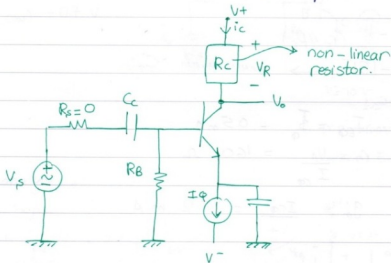 V+
ic
+
Rc
VR
-
non-linear
resistor.
Vo
Rs=0
Cc
RB
Vs
+
-
IQ
V-